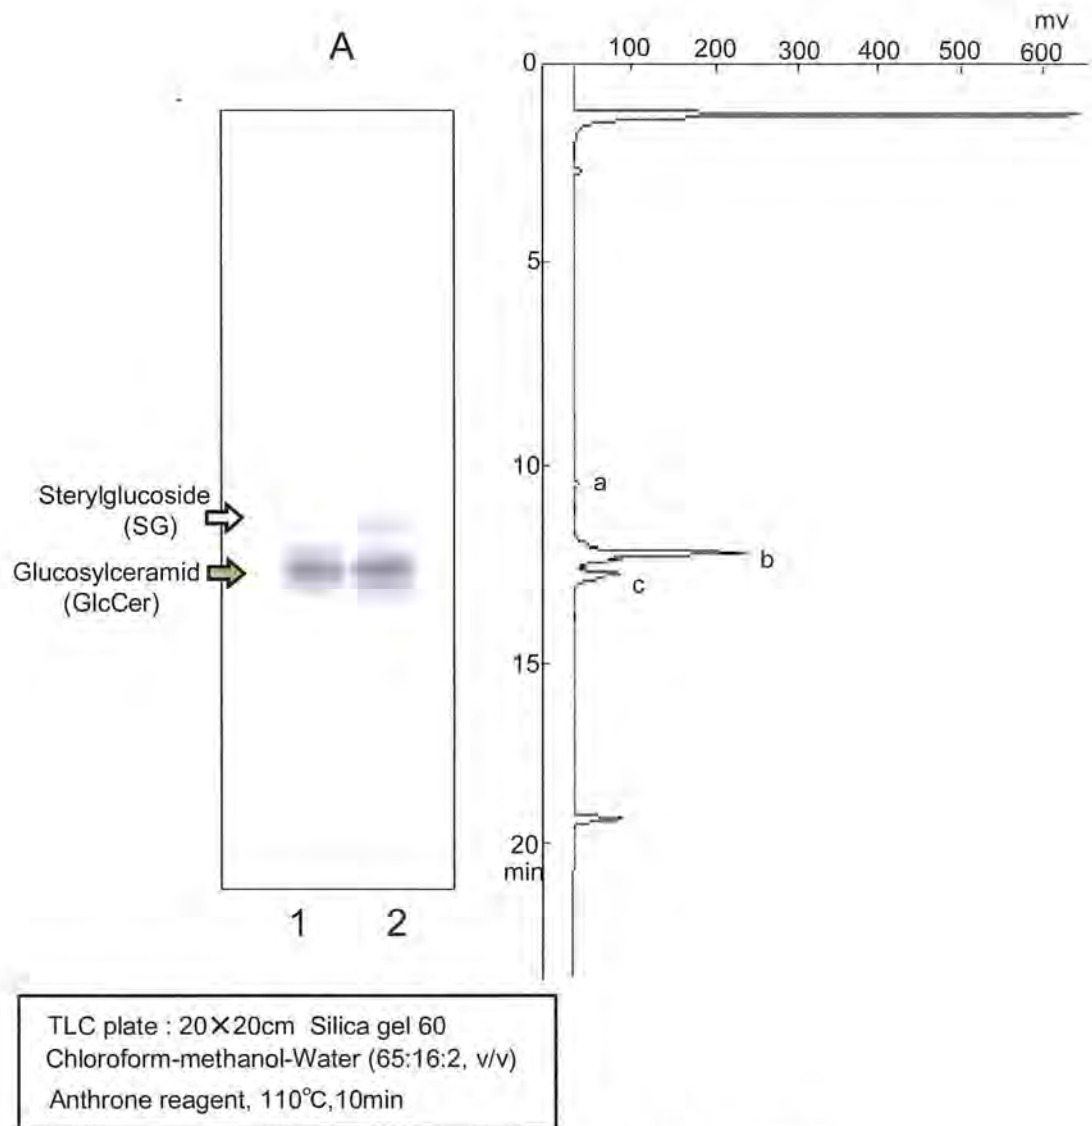 A
mv
0
100
200
300
400
500
600
5
10
a
Sterylglucoside
(SG)
Glucosylceramid
(GlcCer)
b
c
15
20
min
1
2
TLC plate : 20×20cm Silica gel 60
Chloroform-methanol-Water (65:16:2, v/v)
Anthrone reagent, 110°C,10min